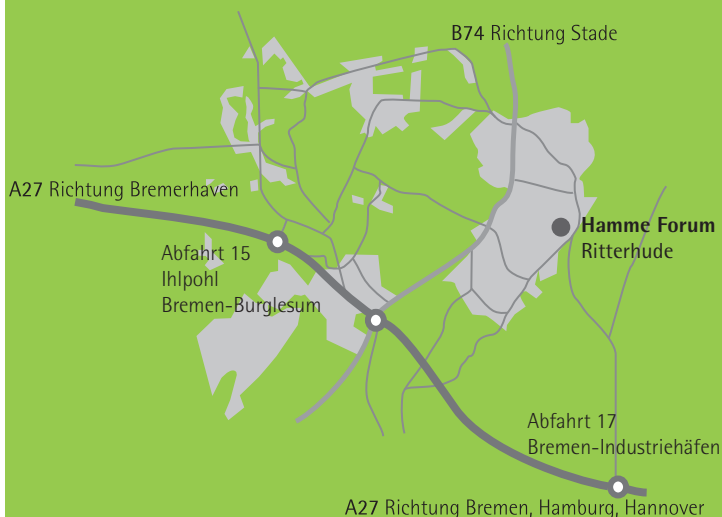 B74 Richtung Stade
A27 Richtung Bremerhaven
Hamme Forum
Ritterhude
Abfahrt 15
Ihlpohl
Bremen-Burglesum
Abfahrt 17
Bremen-Industriehäfen
A27 Richtung Bremen, Hamburg, Hannover